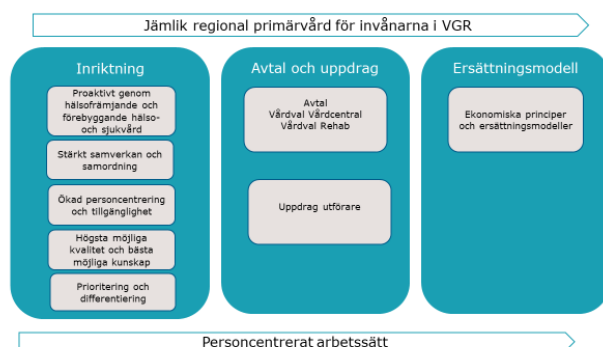 Jämlik regional primärvård för invånarna i VGR
Inriktning
Proaktivt genom
hälsofrämjande och
förebyggande hälso-
och sjukvård
Stärkt samverkan och
samordning
Ökad personcentrering
och tillgänglighet
Högsta möjliga
kvalitet och bästa
möjliga kunskap
Prioritering och
differentiering
Avtal och uppdrag
Avtal
Vårdval Vårdcentral
Vårdval Rehab
Uppdrag utförare
Ersättningsmodell
Ekonomiska principer
och ersättningsmodeller
Personcentrerat arbetssätt